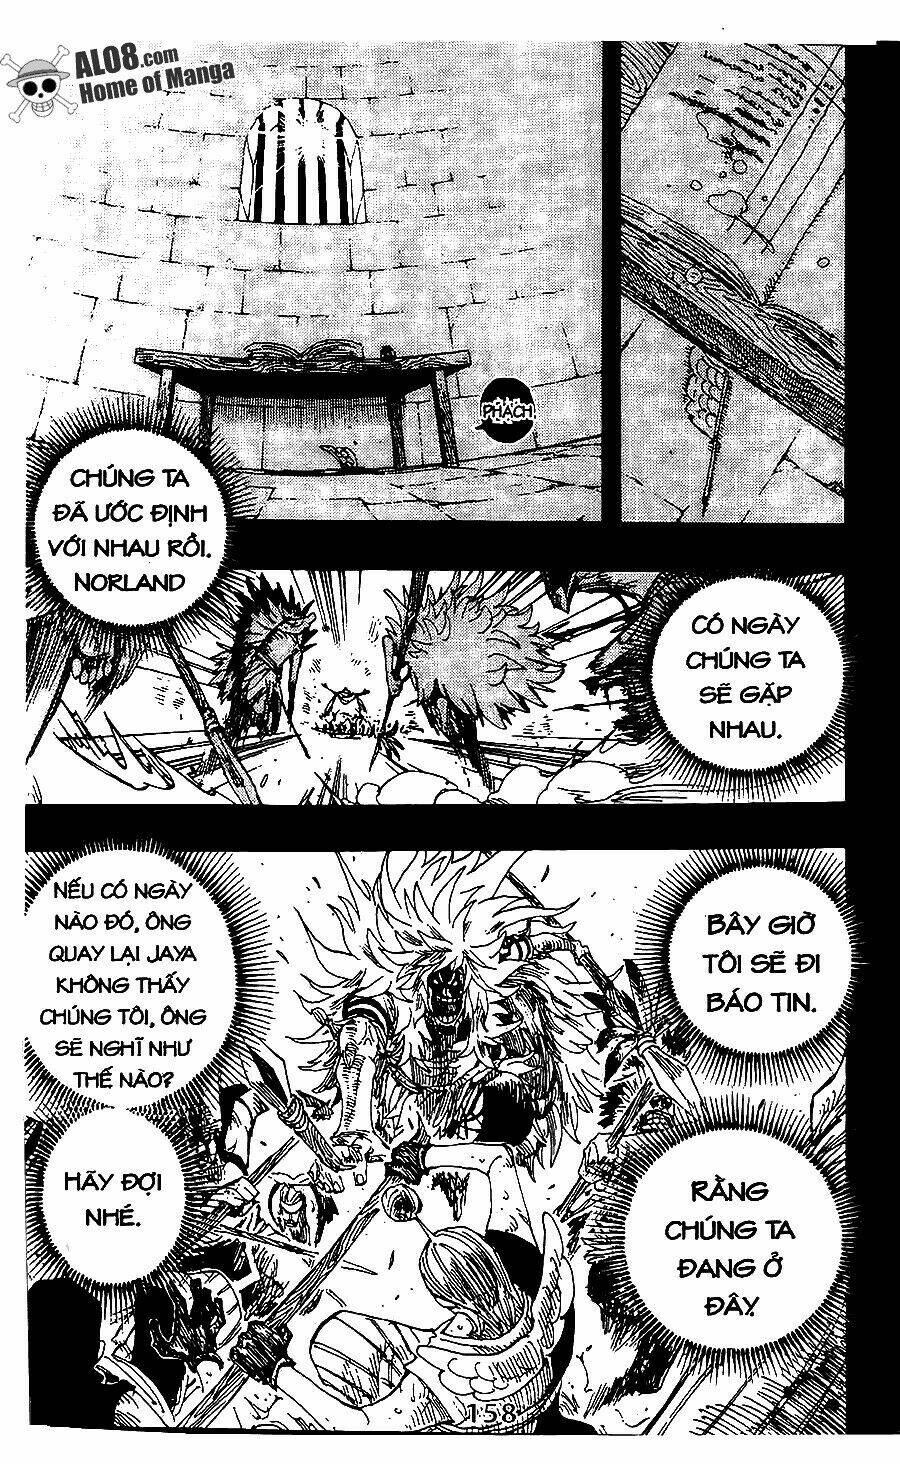 AL08.com
Home of Manga
PHẠCH
CHÚNG TA
ĐÃ ƯỚC ĐỊNH
VỚI NHAU RỒI.
NORLAND
CÓ NGÀY
CHÚNG TA
SẼ GẶP
NHAU.
NẾU CÓ NGÀY
NÀO ĐÓ, ÔNG
QUAY LẠI JAYA
KHÔNG THẤY
CHÚNG TÔI, ÔNG
SẼ NGHĨ NHƯ
THẾ NÀO?
BÂY GIỜ
TÔI SẼ ĐI
BÁO TIN.
HÃY ĐỢI
NHÉ.
RẰNG
CHÚNG TA
ĐANG Ở
ĐÂY.
158